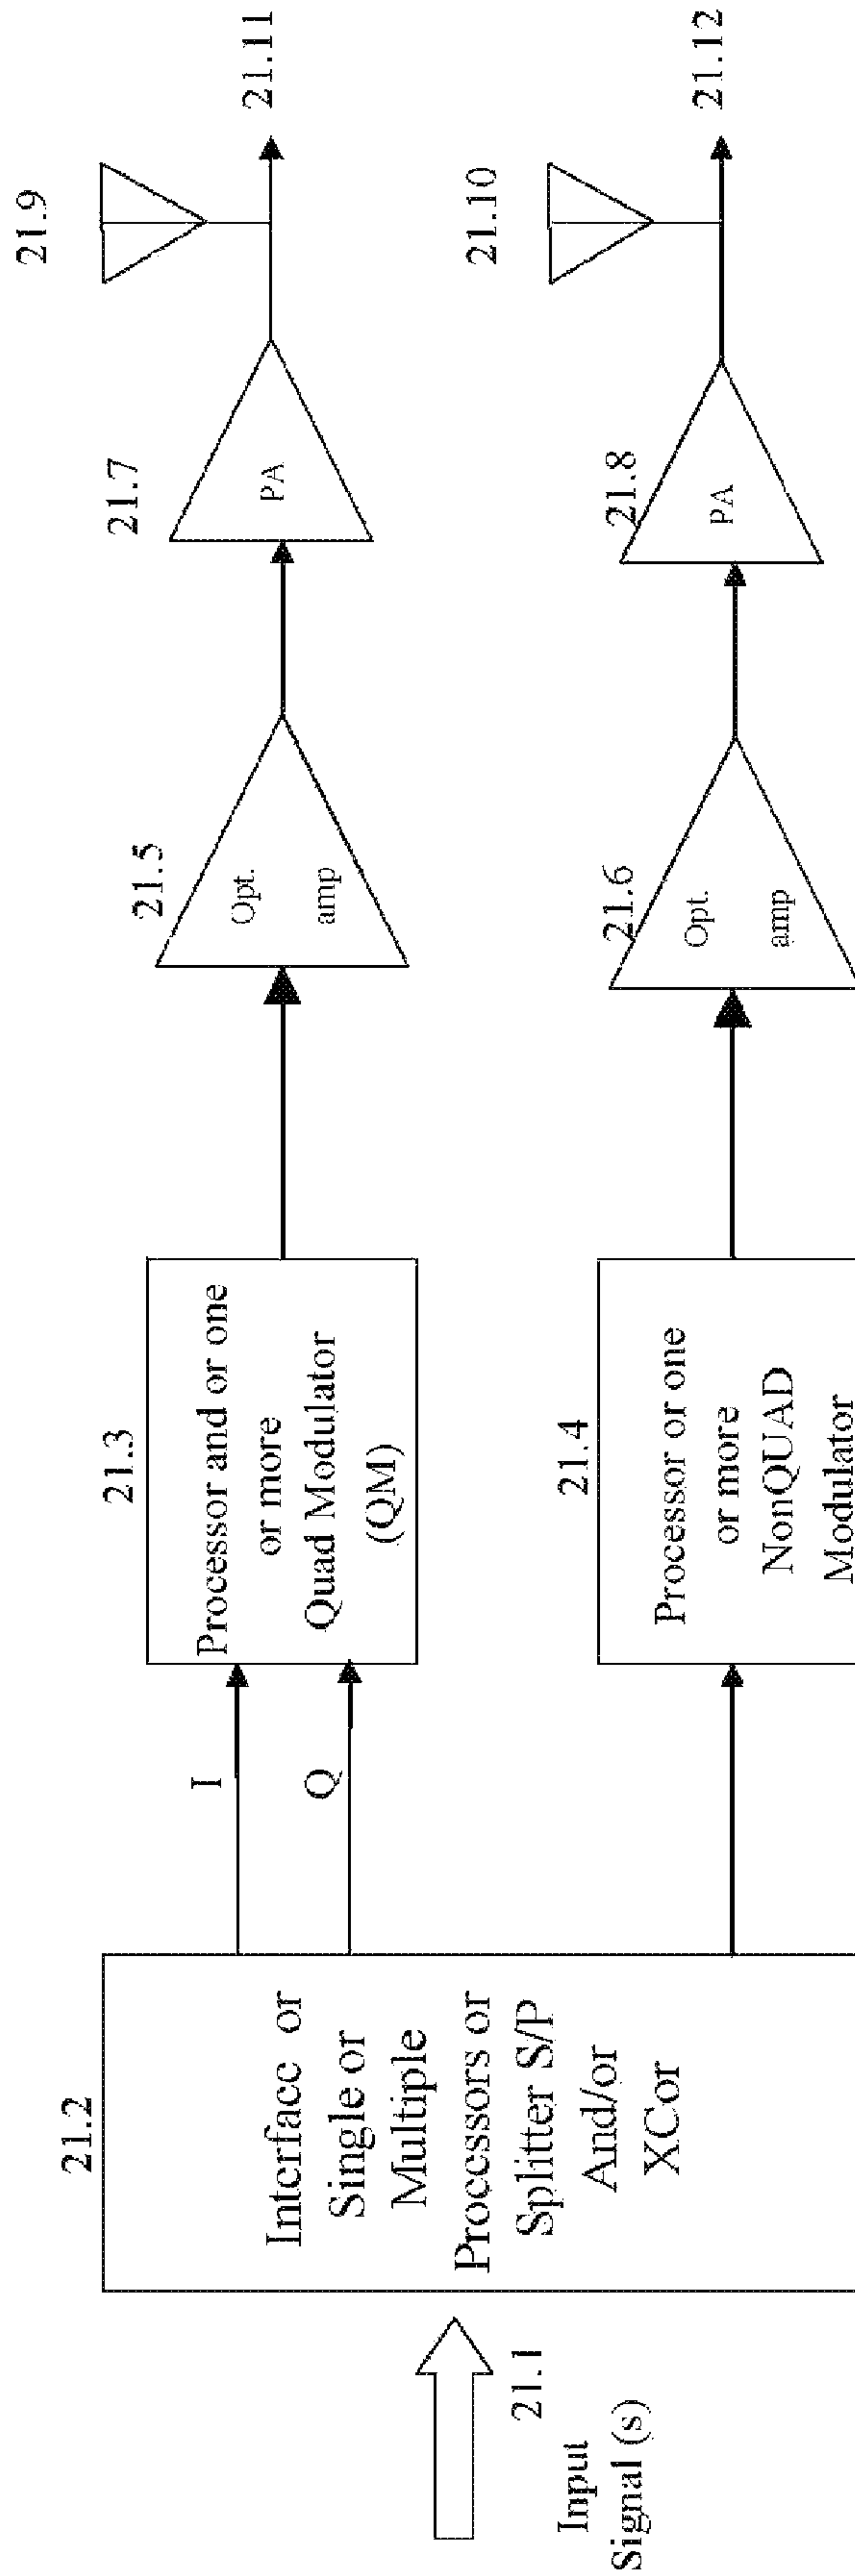 21.1
Input
Signal (s)
21.2
Interface or
Single or
Multiple
Processors or
Splitter S/P
And/or
XCor
I
Q
21.3
Processor and or one
or more
Quad Modulator
(QM)
21.5
Opt.
amp
21.7
PA
21.9
21.11
21.4
Processor or one
or more
NonQUAD
Modulator
21.6
Opt.
amp
21.8
PA
21.10
21.12